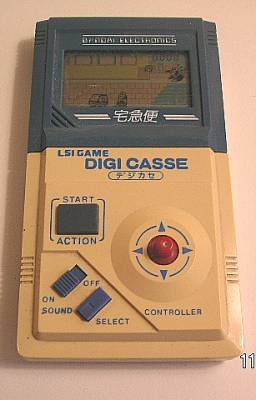 BANDAI ELECTRONICS
宅急便
LSI GAME
DIGI CASSE
デジカセ
START
ACTION
OFF
ON
SOUND
SELECT
CONTROLLER
11